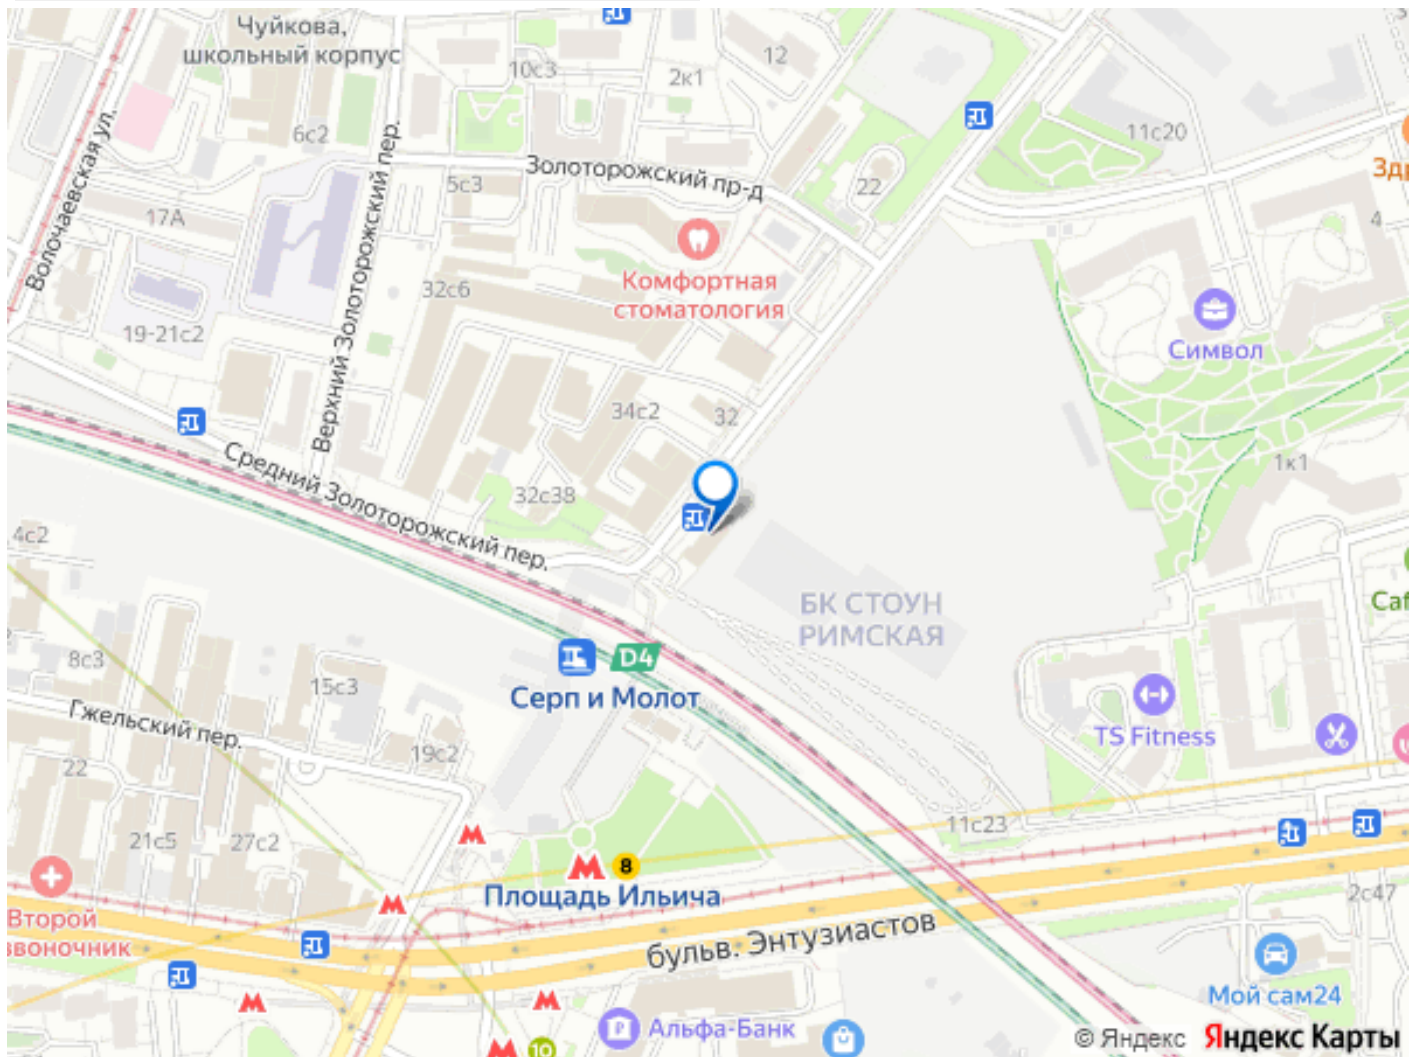 Чуйкова,
школьный корпус
10с3
2к1
12
6с2
11с20
Волочаевская ул.
Верхний Золоторожский пер.
Золоторожский пр-д
5с3
22
17А
4
Комфортная
стоматология
32с6
19-21с2
Символ
34с2
32
1к1
Средний Золоторожский пер.
32с38
4с2
БК СТОУН
РИМСКАЯ
8с3
D4
15с3
Серп и Молот
Гжельский пер.
19с2
TS Fitness
22
21с5
27с2
11с23
М
М
8
Площадь Ильича
М
2с47
Второй
бульв. Энтузиастов
М
М
Мой сам24
Альфа-Банк
М
10
© Яндекс Яндекс Карты